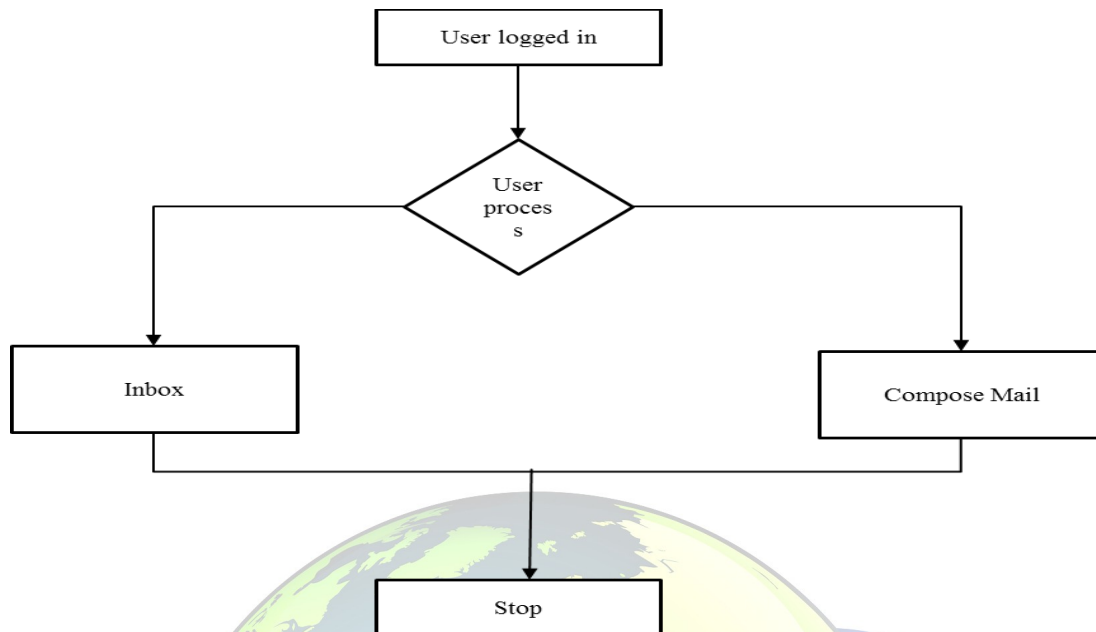 User logged in
User
proces
s
Inbox
Compose Mail
Stop